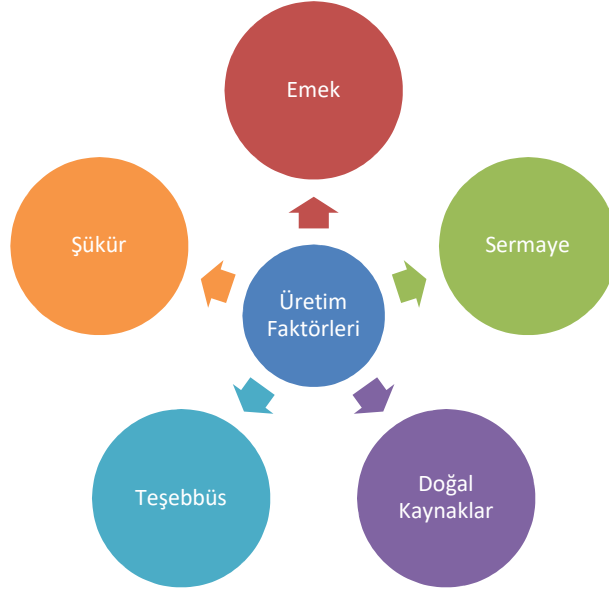 Emek
Şükür
Sermaye
Üretim
Faktörleri
Teşebbüs
Doğal
Kaynaklar